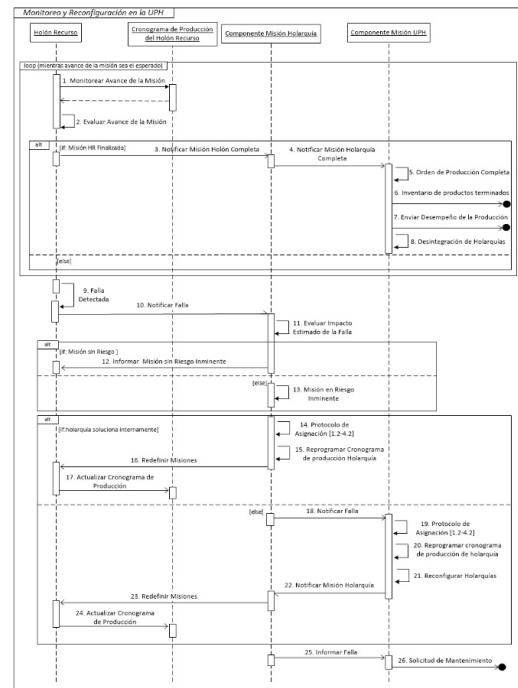 Monitoreo y Reconfiguración en la UPH
Holón Recurso
Cronograma de Producción
del Holón Recurso
Componente Misión Holarquía
Componente Misión UPH
loop (mientras avance de la misión sea el esperado)
1. Monitorear Avance de la Misión
2. Evaluar Avance de la Misión
alt
[if: Misión HR Finalizada]
3. Notificar Misión Holón Completa
4. Notificar Misión Holarquía
Completa
5. Orden de Producción Completa
6. Inventario de productos terminados
7. Enviar Desempeño de la Producción
8. Desintegración de Holarquías
[else]
9. Falla
Detectada
10. Notificar Falla
11. Evaluar Impacto
Estimado de la Falla
alt
[if: Misión sin Riesgo ]
12. Informar Misión sin Riesgo Inminente
[else]
13. Misión en Riesgo
Inminente
alt
[if:holarquía soluciona internamente]
14. Protocolo de
Asignación [1.2-4.2]
15. Reprogramar Cronograma
de producción Holarquía
16. Redefinir Misiones
17. Actualizar Cronograma de
Producción
[else]
18. Notificar Falla
19. Protocolo de
Asignación [1.2-4.2]
20. Reprogramar cronograma
de producción de holarquía
21. Reconfigurar Holarquías
22. Notificar Misión Holarquía
23. Redefinir Misiones
24. Actualizar Cronograma
de Producción
25. Informar Falla
26. Solicitud de Mantenimiento